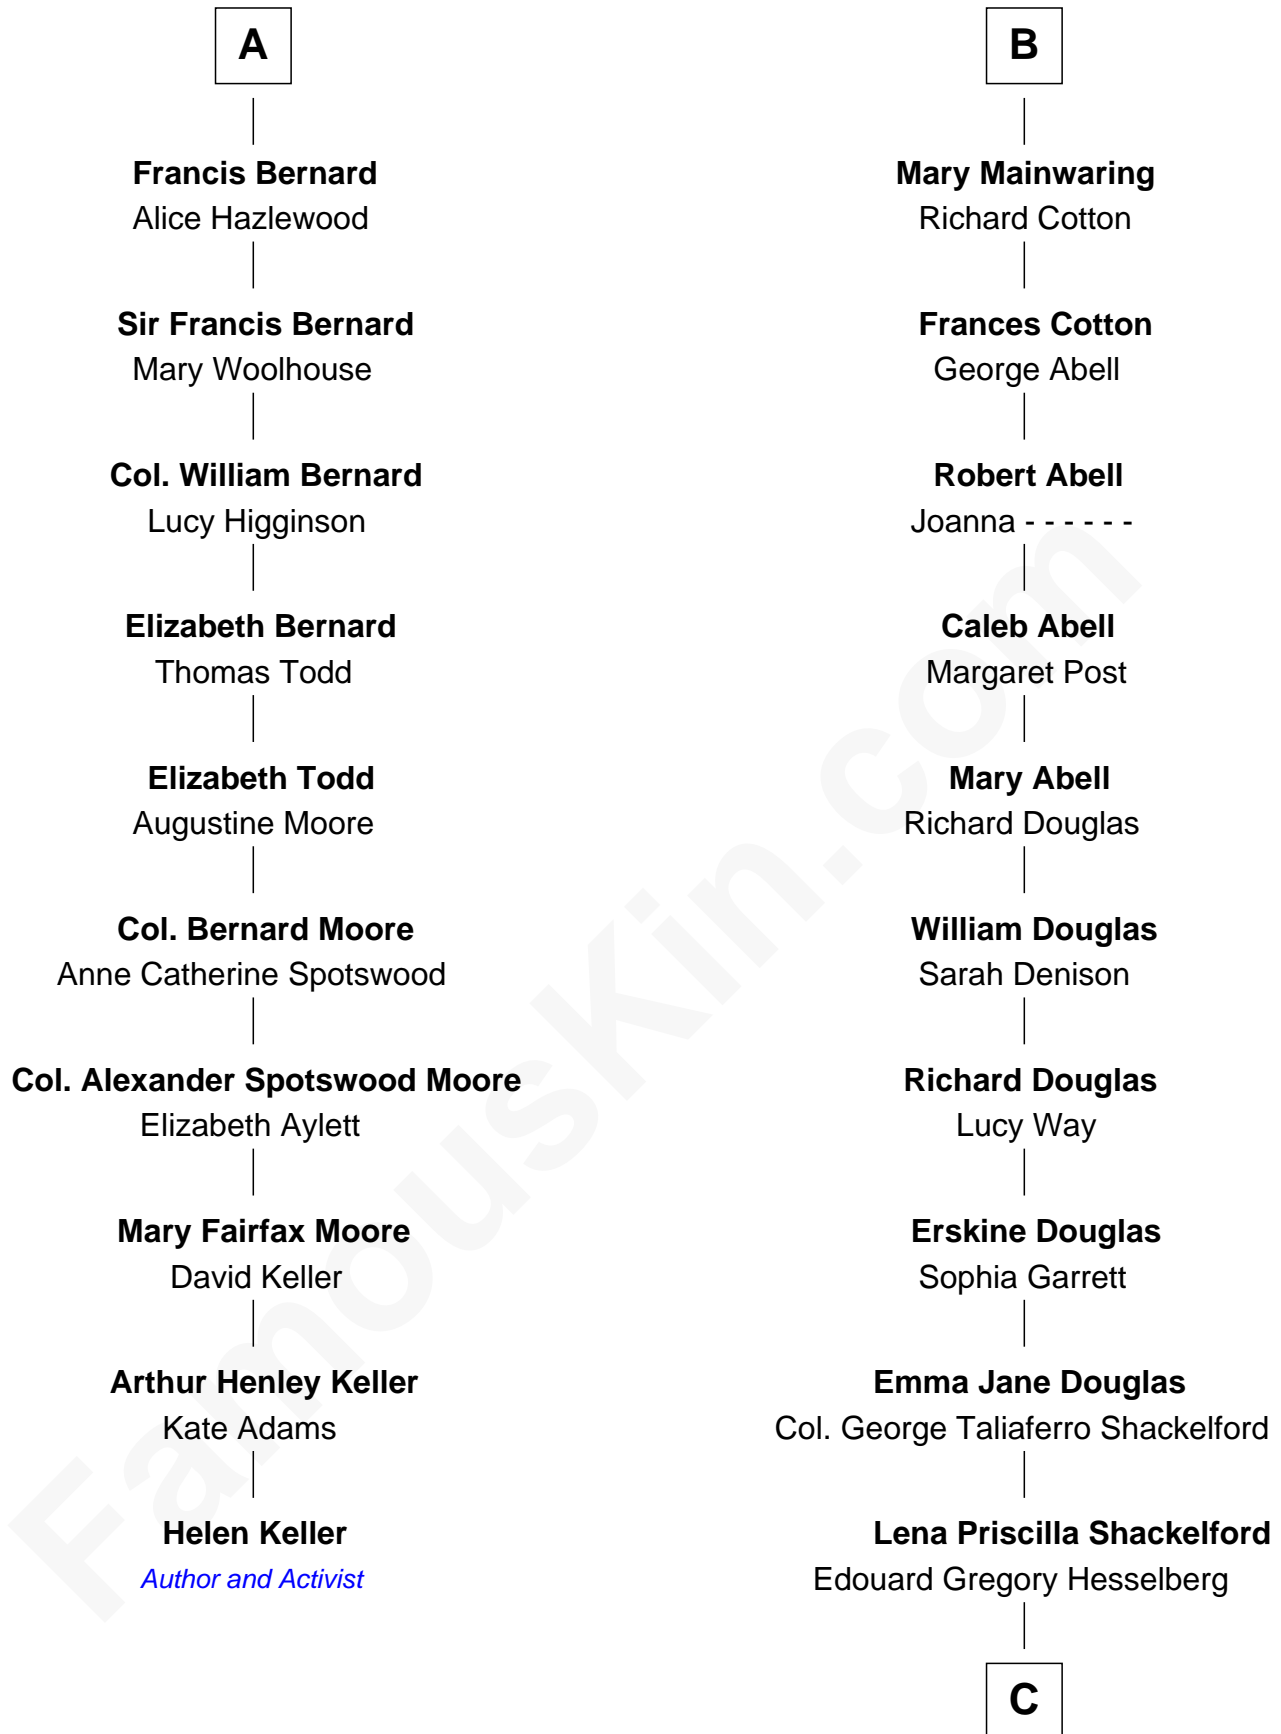 A
Francis Bernard
Alice Hazlewood
Sir Francis Bernard
Mary Woolhouse
Col. William Bernard
Lucy Higginson
Elizabeth Bernard
Thomas Todd
Elizabeth Todd
Augustine Moore
Col. Bernard Moore
Anne Catherine Spotswood
Col. Alexander Spotswood Moore
Elizabeth Aylett
Mary Fairfax Moore
David Keller
Arthur Henley Keller
Kate Adams
Helen Keller
Author and Activist
B
Mary Mainwaring
Richard Cotton
Frances Cotton
George Abell
Robert Abell
Joanna - - - - - -
Caleb Abell
Margaret Post
Mary Abell
Richard Douglas
William Douglas
Sarah Denison
Richard Douglas
Lucy Way
Erskine Douglas
Sophia Garrett
Emma Jane Douglas
Col. George Taliaferro Shackelford
Lena Priscilla Shackelford
Edouard Gregory Hesselberg
C
FamousKin.com